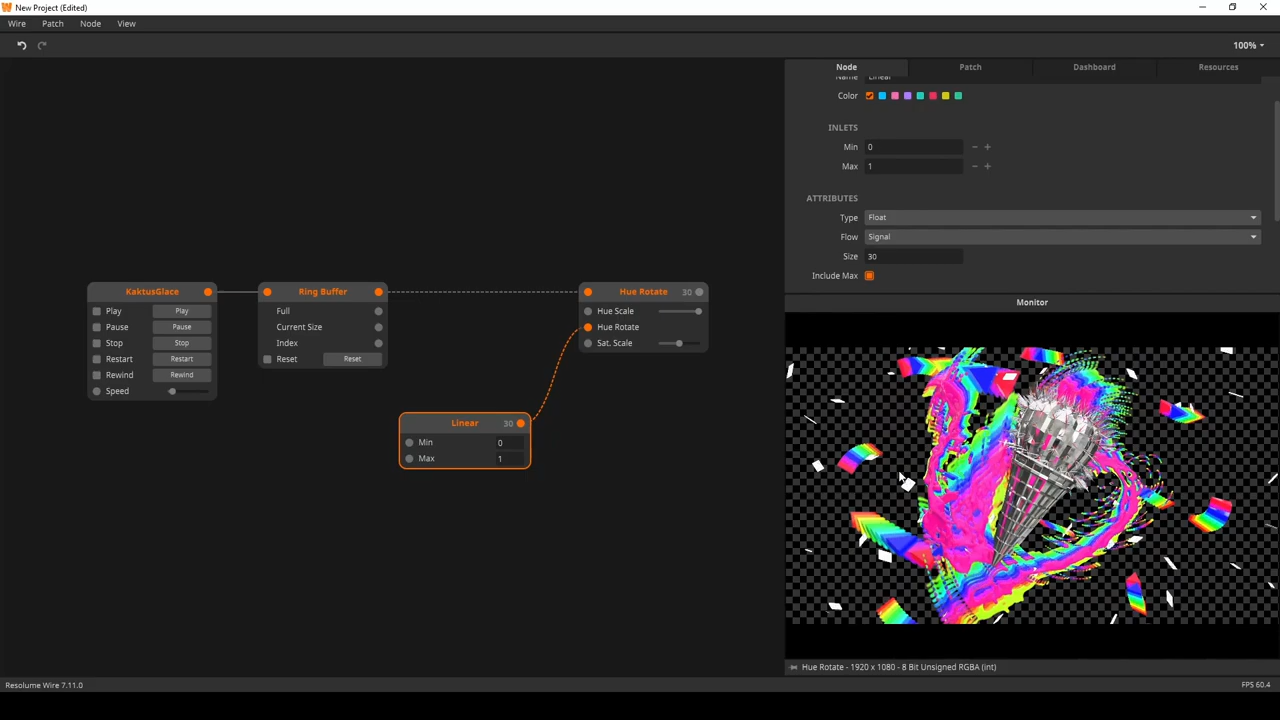 New Project (Edited)
Wire Patch Node View
100%
Node Patch Dashboard Resources
Name Linear
Color
INLETS
Min 0 − +
Max 1 − +
ATTRIBUTES
Type Float
Flow Signal
Size 30
Include Max
Monitor
KaktusGlace
Play Play
Pause Pause
Stop Stop
Restart Restart
Rewind Rewind
Speed
Ring Buffer
Full
Current Size
Index
Reset Reset
Linear 30
Min 0
Max 1
Hue Rotate 30
Hue Scale
Hue Rotate
Sat. Scale
Hue Rotate - 1920 x 1080 - 8 Bit Unsigned RGBA (int)
Resolume Wire 7.11.0
FPS 60.4